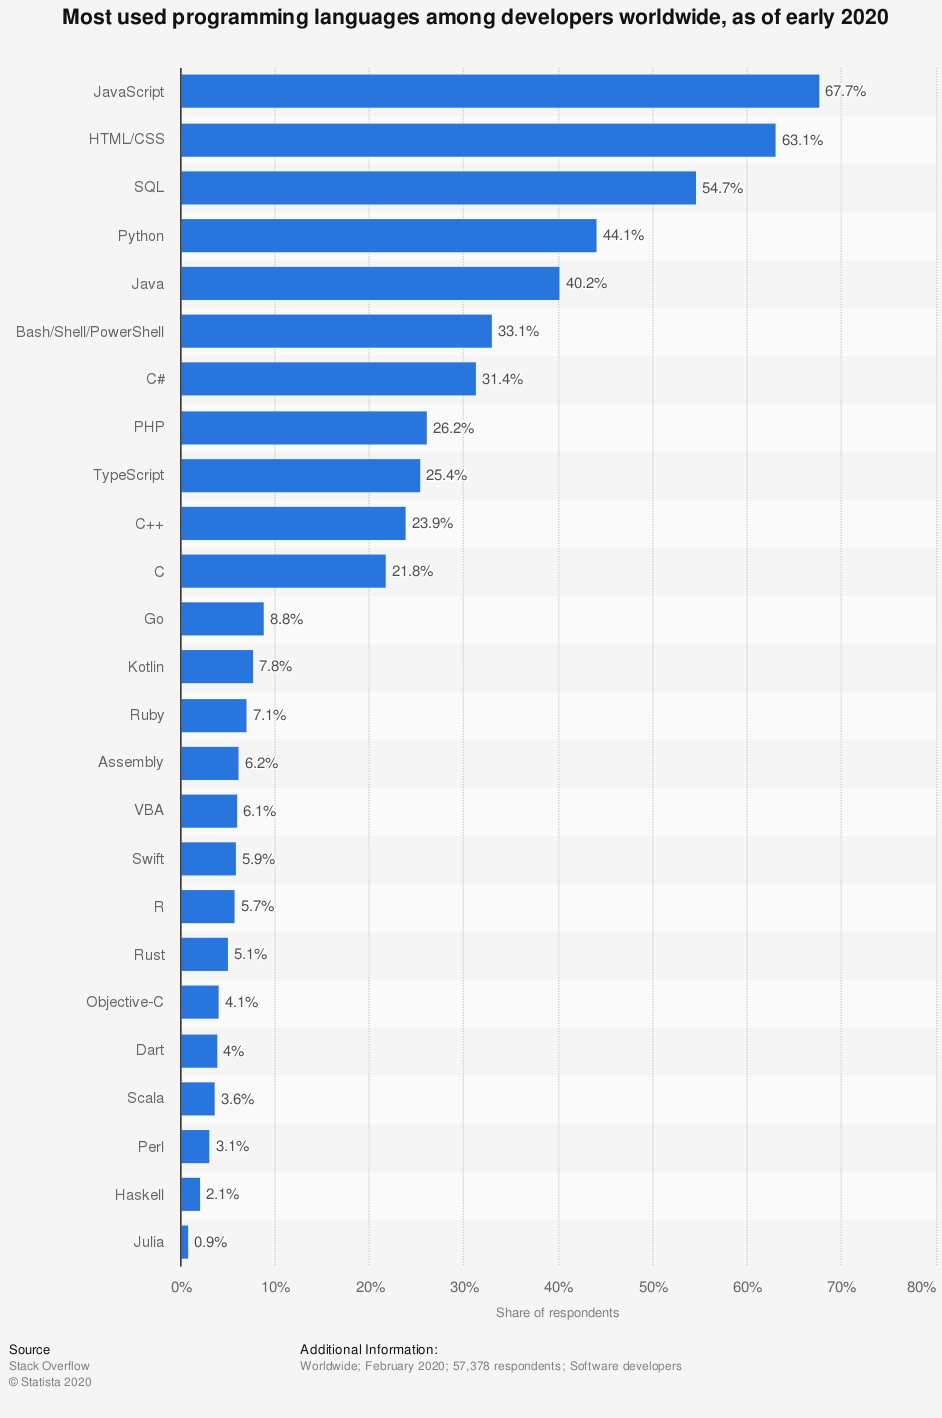 Most used programming languages among developers worldwide, as of early 2020
JavaScript 67.7%
HTML/CSS 63.1%
SQL 54.7%
Python 44.1%
Java 40.2%
Bash/Shell/PowerShell 33.1%
C# 31.4%
PHP 26.2%
TypeScript 25.4%
C++ 23.9%
C 21.8%
Go 8.8%
Kotlin 7.8%
Ruby 7.1%
Assembly 6.2%
VBA 6.1%
Swift 5.9%
R 5.7%
Rust 5.1%
Objective-C 4.1%
Dart 4%
Scala 3.6%
Perl 3.1%
Haskell 2.1%
Julia 0.9%
0% 10% 20% 30% 40% 50% 60% 70% 80%
Share of respondents
Source
Stack Overflow
© Statista 2020
Additional Information:
Worldwide; February 2020; 57,378 respondents; Software developers